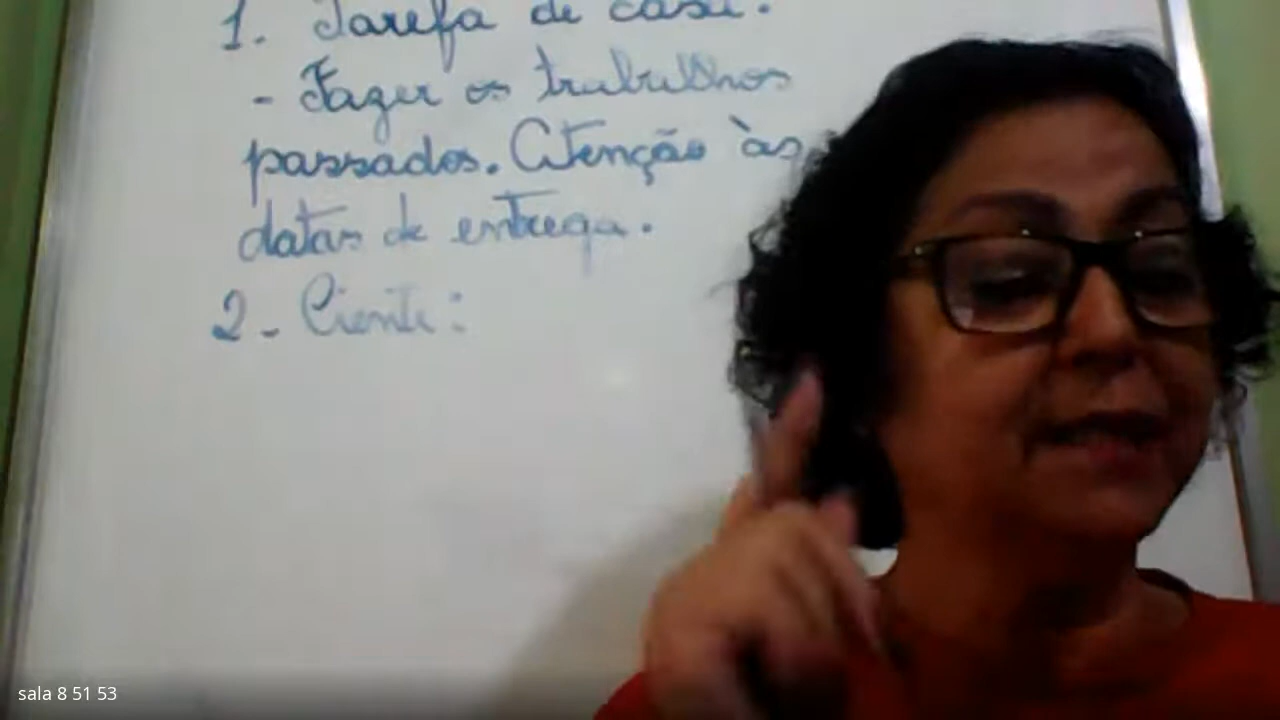 1. Tarefa de casa.
- Fazer os trabalhos
passados. Atenção às
datas de entrega.
2 - Ciente:
sala 8 51 53